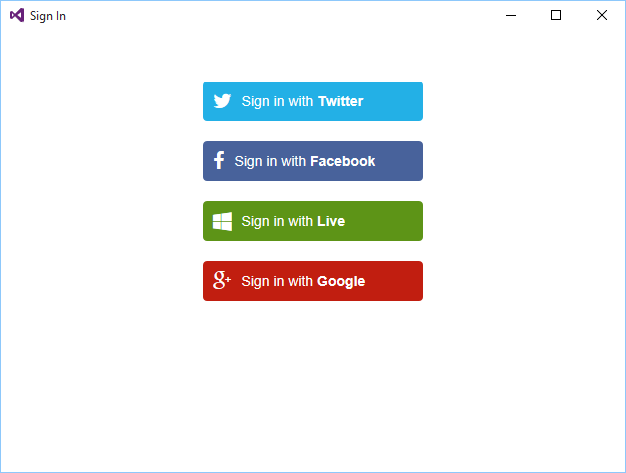 Sign In
Sign in with Twitter
Sign in with Facebook
Sign in with Live
Sign in with Google